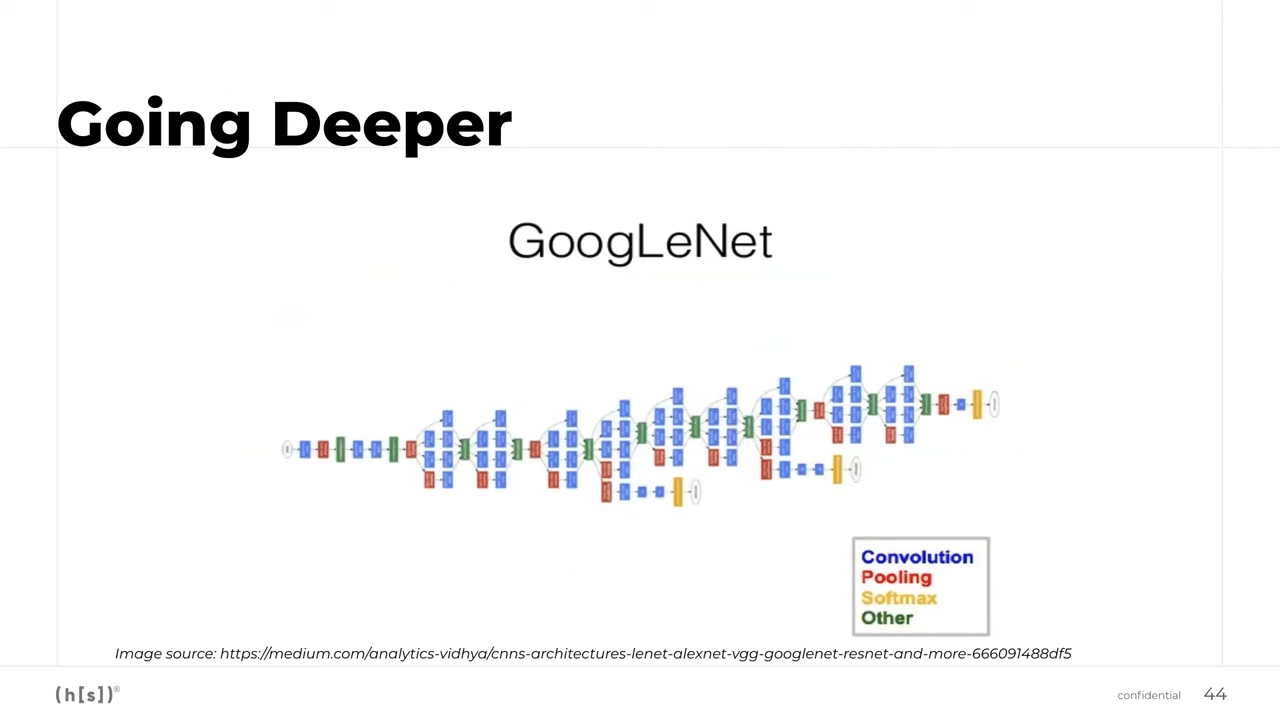 Going Deeper
GoogLeNet
Convolution
Pooling
Softmax
Other
Image source: https://medium.com/analytics-vidhya/cnns-architectures-lenet-alexnet-vgg-googlenet-resnet-and-more-666091488df5
(h[s])®
confidential 44